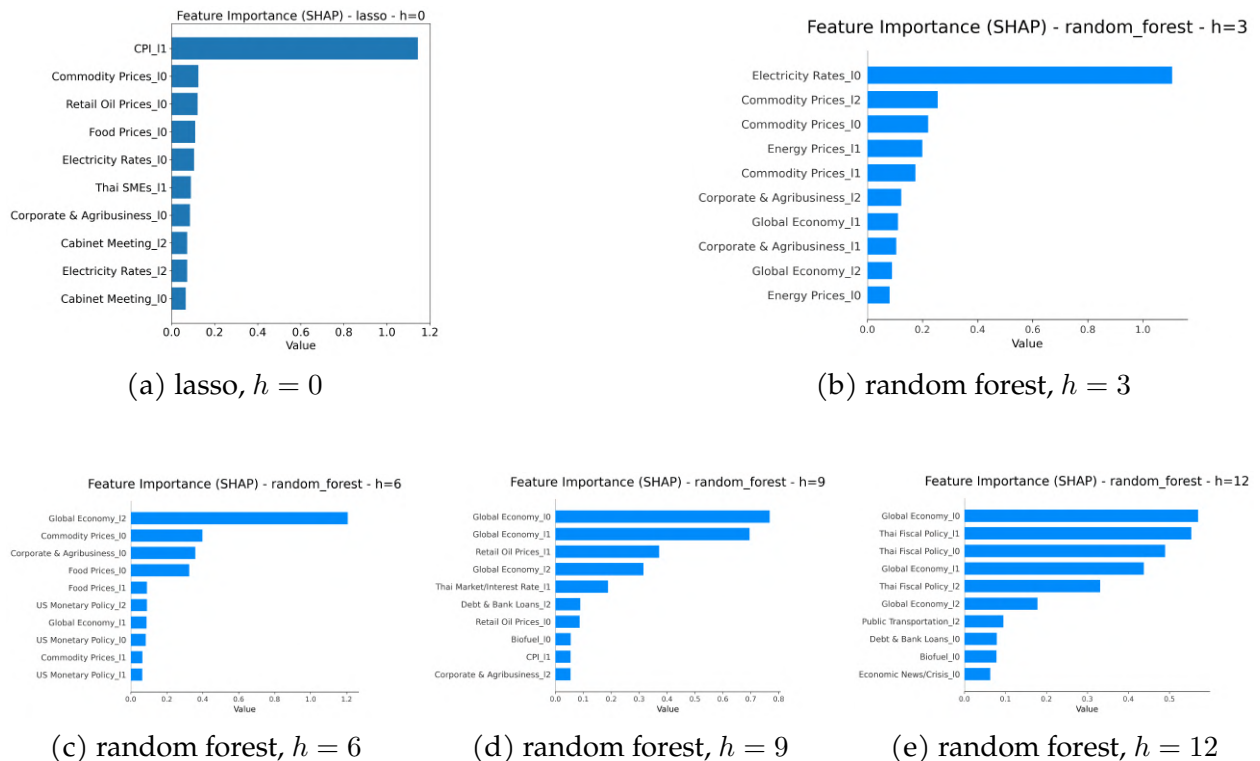 Feature Importance (SHAP) - lasso - h=0
CPI_l1
Commodity Prices_l0
Retail Oil Prices_l0
Food Prices_l0
Electricity Rates_l0
Thai SMEs_l1
Corporate & Agribusiness_l0
Cabinet Meeting_l2
Electricity Rates_l2
Cabinet Meeting_l0
0.0 0.2 0.4 0.6 0.8 1.0 1.2
Value
(a) lasso, h = 0
Feature Importance (SHAP) - random_forest - h=3
Electricity Rates_l0
Commodity Prices_l2
Commodity Prices_l0
Energy Prices_l1
Commodity Prices_l1
Corporate & Agribusiness_l2
Global Economy_l1
Corporate & Agribusiness_l1
Global Economy_l2
Energy Prices_l0
0.0 0.2 0.4 0.6 0.8 1.0
Value
(b) random forest, h = 3
Feature Importance (SHAP) - random_forest - h=6
Global Economy_l2
Commodity Prices_l0
Corporate & Agribusiness_l0
Food Prices_l0
Food Prices_l1
US Monetary Policy_l2
Global Economy_l1
US Monetary Policy_l0
Commodity Prices_l1
US Monetary Policy_l1
0.0 0.2 0.4 0.6 0.8 1.0 1.2
Value
(c) random forest, h = 6
Feature Importance (SHAP) - random_forest - h=9
Global Economy_l0
Global Economy_l1
Retail Oil Prices_l1
Global Economy_l2
Thai Market/Interest Rate_l1
Debt & Bank Loans_l2
Retail Oil Prices_l0
Biofuel_l0
CPI_l1
Corporate & Agribusiness_l2
0.0 0.1 0.2 0.3 0.4 0.5 0.6 0.7 0.8
Value
(d) random forest, h = 9
Feature Importance (SHAP) - random_forest - h=12
Global Economy_l0
Thai Fiscal Policy_l1
Thai Fiscal Policy_l0
Global Economy_l1
Thai Fiscal Policy_l2
Global Economy_l2
Public Transportation_l2
Debt & Bank Loans_l0
Biofuel_l0
Economic News/Crisis_l0
0.0 0.1 0.2 0.3 0.4 0.5
Value
(e) random forest, h = 12